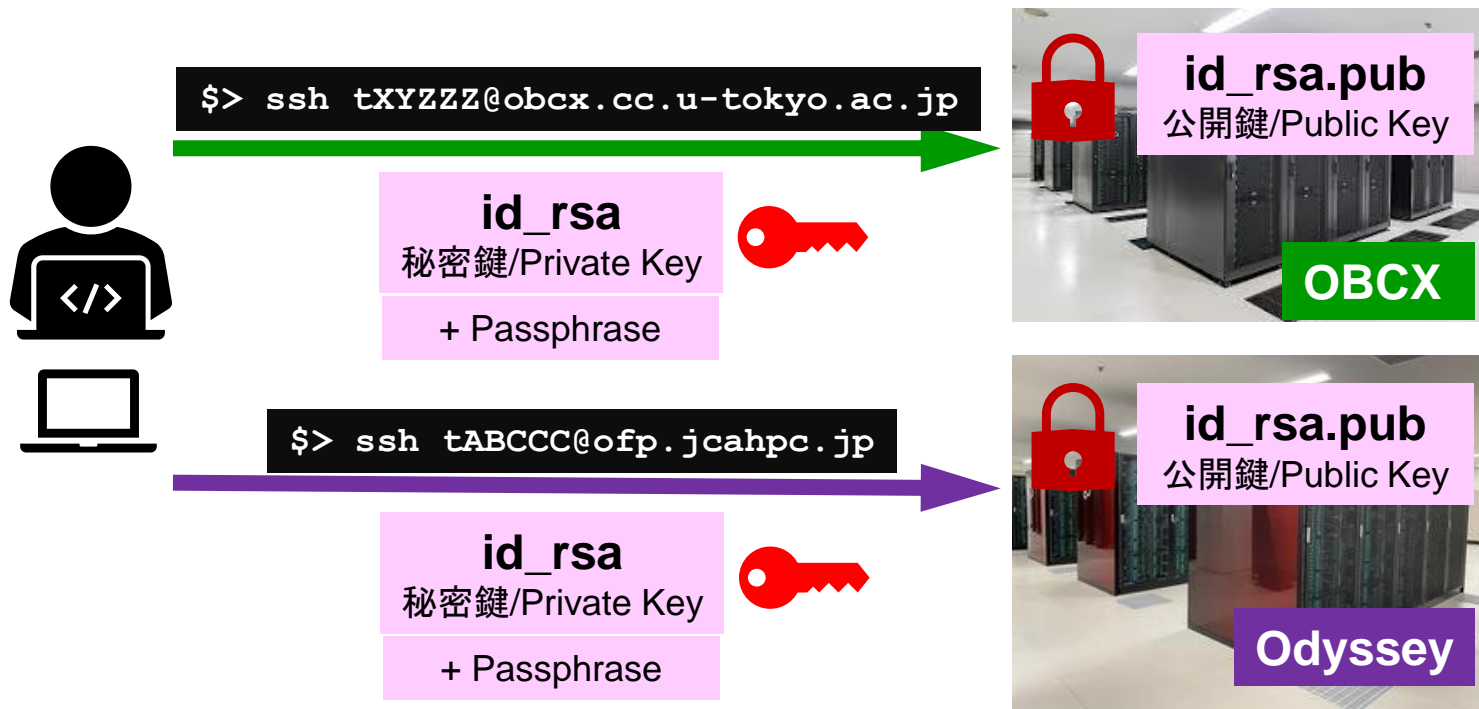 $> ssh tXYZZZ@obcx.cc.u-tokyo.ac.jp
id_rsa.pub
公開鍵/Public Key
id_rsa
秘密鍵/Private Key
+ Passphrase
</>
OBCX
$> ssh tABCCC@ofp.jcahpc.jp
id_rsa.pub
公開鍵/Public Key
id_rsa
秘密鍵/Private Key
+ Passphrase
Odyssey